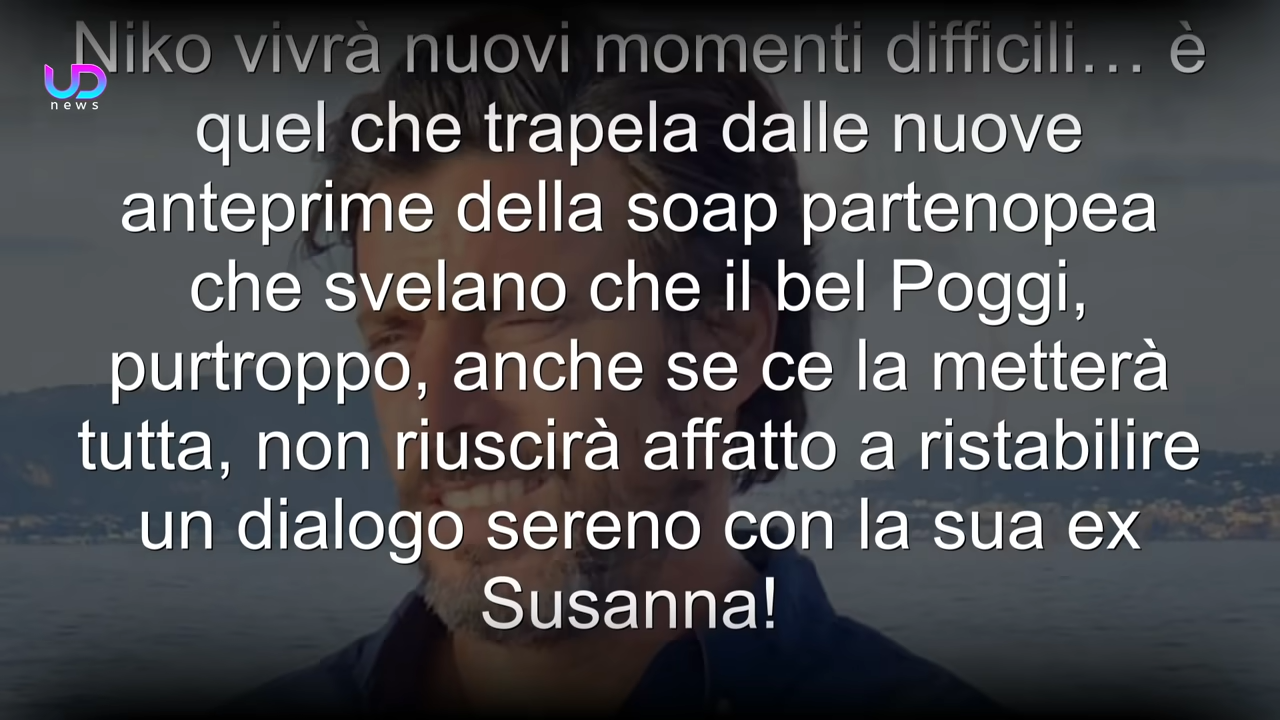 Niko vivrà nuovi momenti difficili… è
UD
news
quel che trapela dalle nuove
anteprime della soap partenopea
che svelano che il bel Poggi,
purtroppo, anche se ce la metterà
tutta, non riuscirà affatto a ristabilire
un dialogo sereno con la sua ex
Susanna!